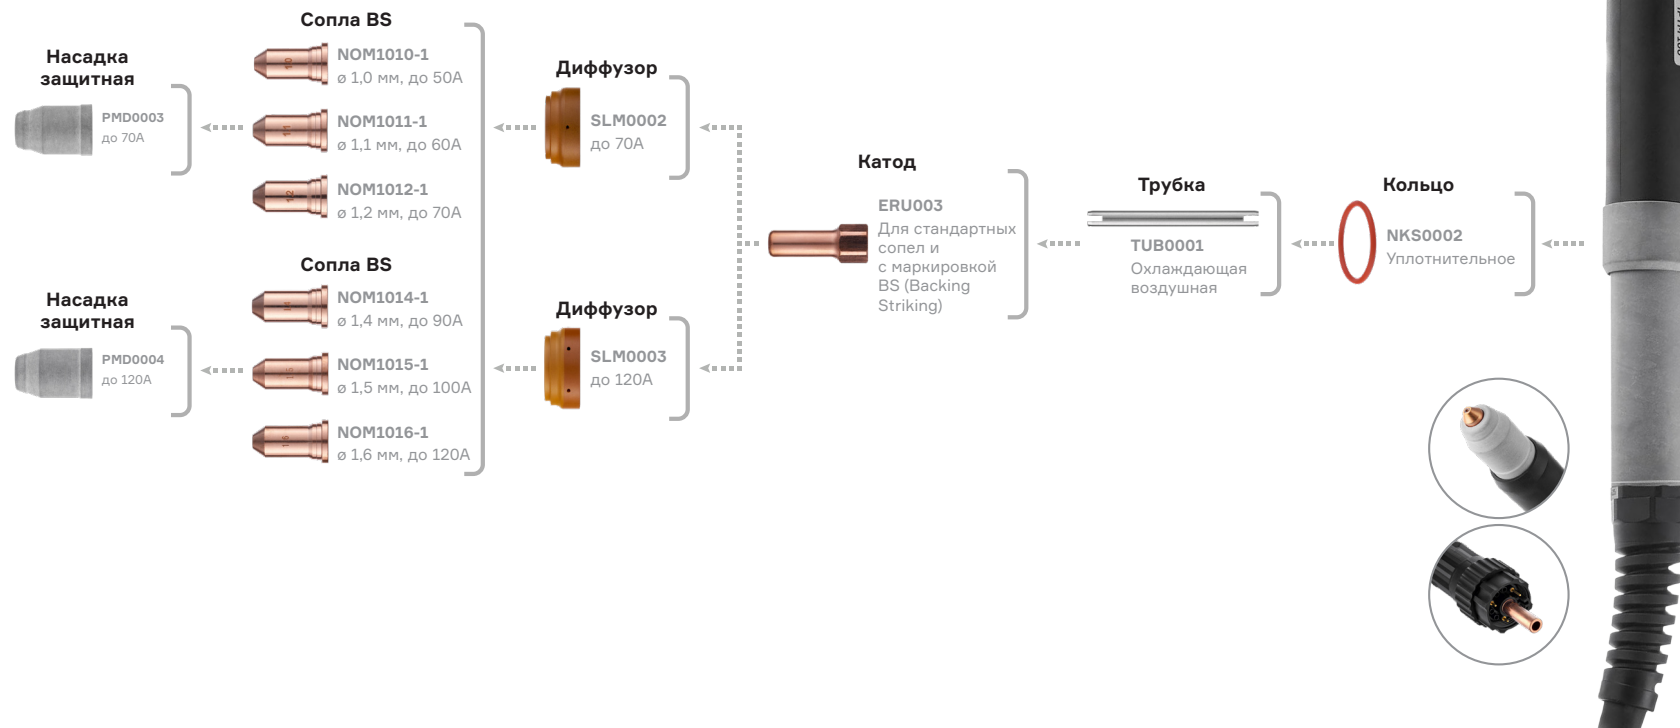 Насадка
защитная
PMD0003
до 70А
Сопла BS
NOM1010-1
ø 1,0 мм, до 50А
NOM1011-1
ø 1,1 мм, до 60А
NOM1012-1
ø 1,2 мм, до 70А
Диффузор
SLM0002
до 70А
Насадка
защитная
PMD0004
до 120А
Сопла BS
NOM1014-1
ø 1,4 мм, до 90А
NOM1015-1
ø 1,5 мм, до 100А
NOM1016-1
ø 1,6 мм, до 120А
Диффузор
SLM0003
до 120А
Катод
ERU003
Для стандартных
сопел и
с маркировкой
BS (Backing
Striking)
Трубка
TUB0001
Охлаждающая
воздушная
Кольцо
NKS0002
Уплотнительное